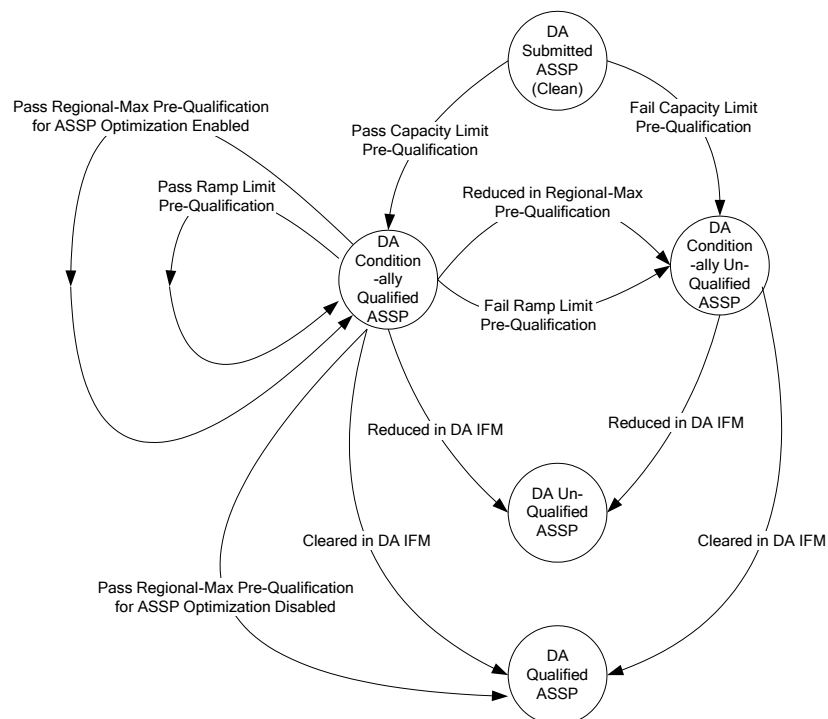 DA
Submitted
ASSP
(Clean)
Pass Regional-Max Pre-Qualification
for ASSP Optimization Enabled
Fail Capacity Limit
Pre-Qualification
Pass Capacity Limit
Pre-Qualification
Pass Ramp Limit
Pre-Qualification
Reduced in Regional-Max
Pre-Qualification
DA
Condition
-ally
Qualified
ASSP
DA
Condition
-ally Un-
Qualified
ASSP
Fail Ramp Limit
Pre-Qualification
Reduced in DA IFM
Reduced in DA IFM
DA Un-
Qualified
ASSP
Cleared in DA IFM
Cleared in DA IFM
Pass Regional-Max Pre-Qualification
for ASSP Optimization Disabled
DA
Qualified
ASSP